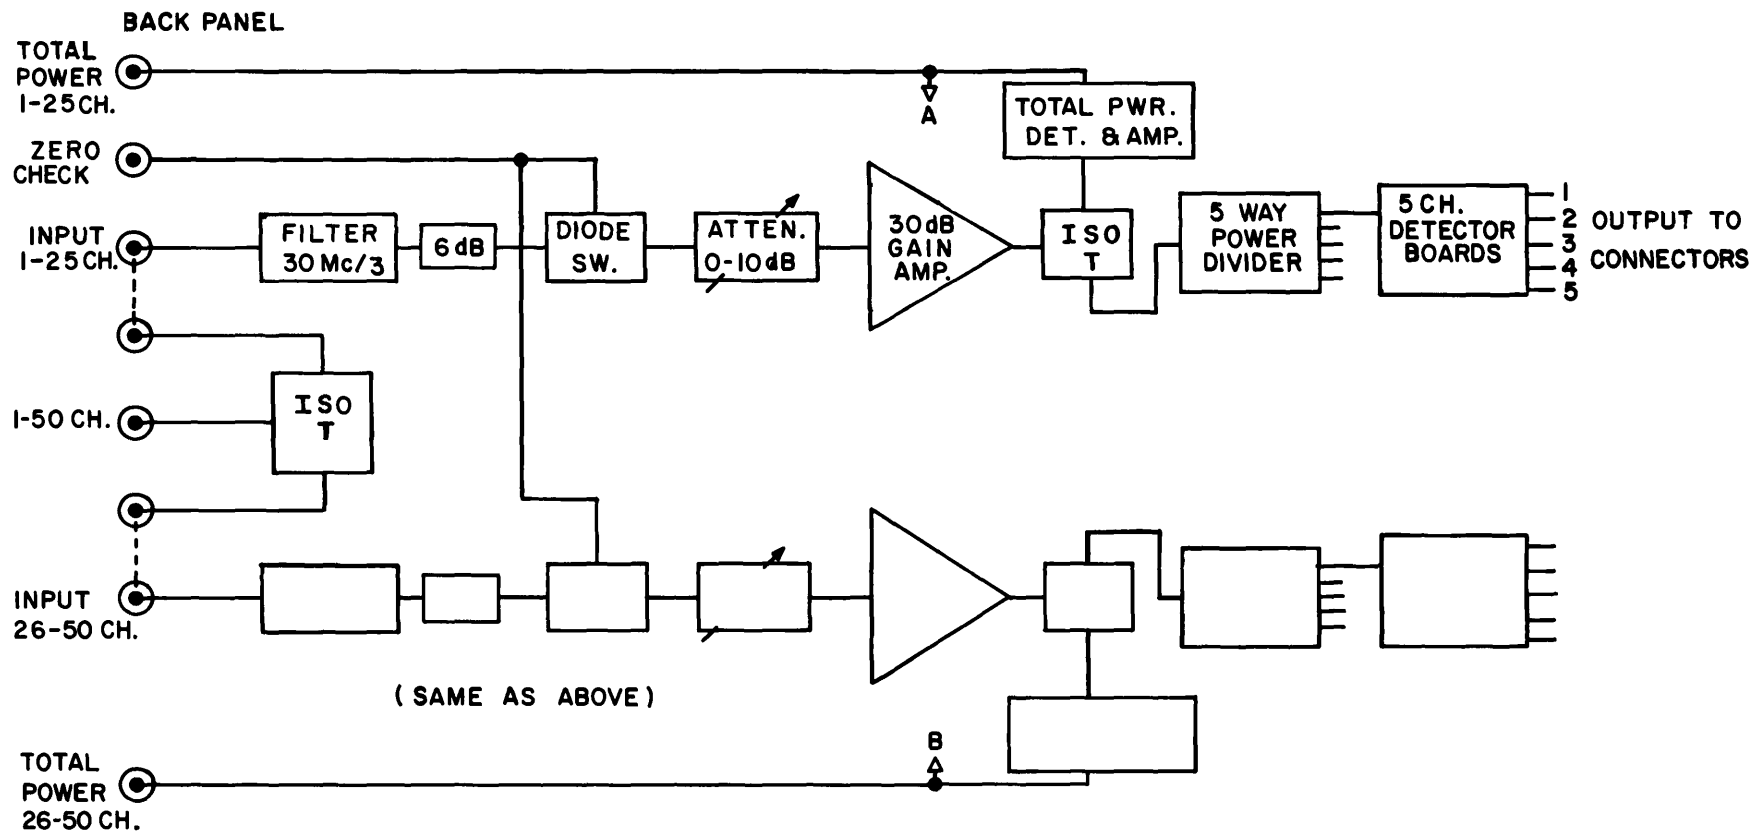 BACK PANEL
TOTAL
POWER
1-25 CH.
A
TOTAL PWR.
DET. & AMP.
ZERO
CHECK
INPUT
1-25 CH.
FILTER
30 Mc/3
6 dB
DIODE
SW.
ATTEN.
0-10 dB
30 dB
GAIN
AMP.
ISO
T
5 WAY
POWER
DIVIDER
5 CH.
DETECTOR
BOARDS
1
2
3
4
5
OUTPUT TO
CONNECTORS
1-50 CH.
ISO
T
INPUT
26-50 CH.
(SAME AS ABOVE)
B
TOTAL
POWER
26-50 CH.